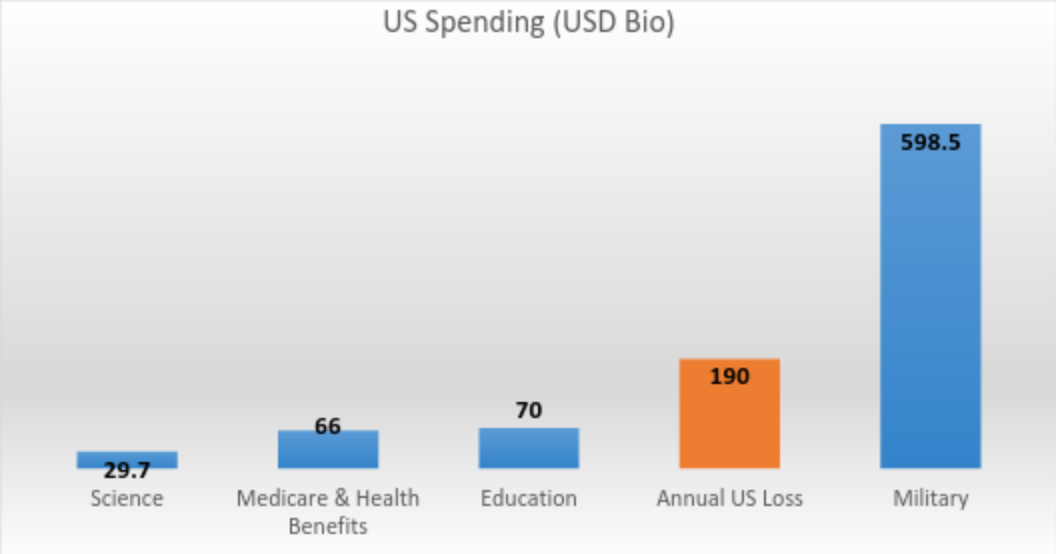 US Spending (USD Bio)
598.5
190
70
66
29.7
Science
Medicare & Health
Benefits
Education
Annual US Loss
Military